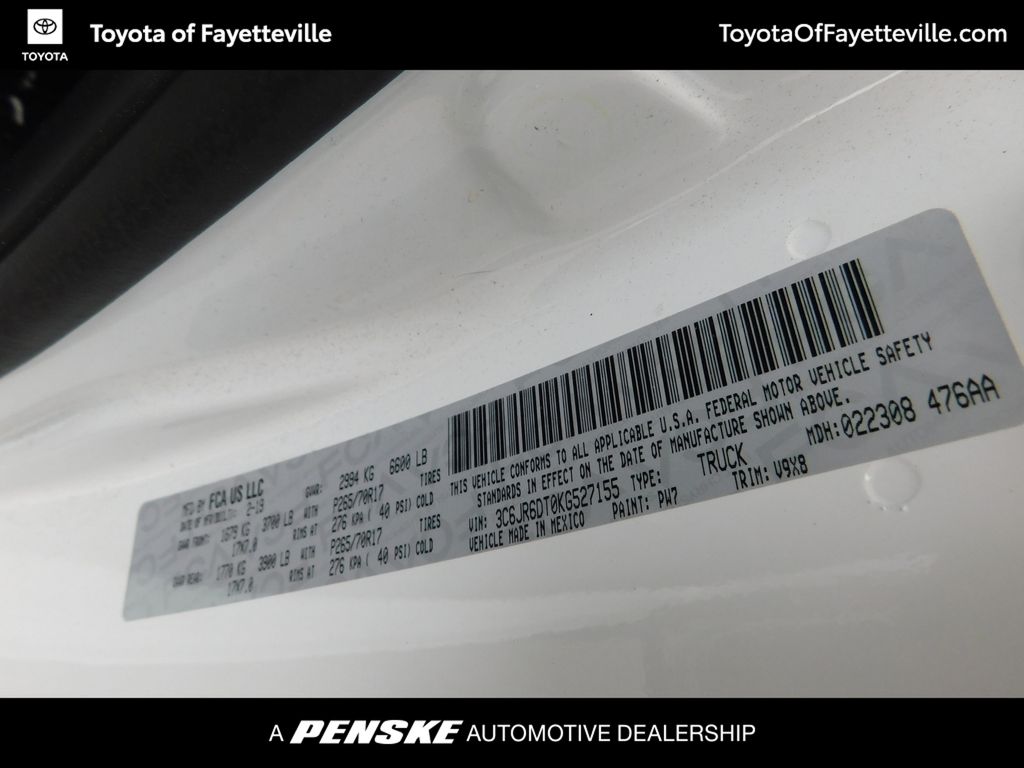 TOYOTA
Toyota of Fayetteville
ToyotaOfFayetteville.com
MFD BY FCA US LLC
DATE OF MFR 2-19 GVWR: 2994 KG 6600 LB
GAWR FRONT: 1679 KG 3700 LB WITH P265/70R17 TIRES
17X7.0 RIMS AT 276 KPA ( 40 PSI) COLD
GAWR REAR: 1770 KG 3900 LB WITH P265/70R17 TIRES
17X7.0 RIMS AT 276 KPA ( 40 PSI) COLD
THIS VEHICLE CONFORMS TO ALL APPLICABLE U.S.A. FEDERAL MOTOR VEHICLE SAFETY
STANDARDS IN EFFECT ON THE DATE OF MANUFACTURE SHOWN ABOVE.
VIN: 3C6JR6DT0KG527155 TYPE: TRUCK MDH: 022308 476AA
VEHICLE MADE IN MEXICO PAINT: PW7 TRIM: V9X8
A PENSKE AUTOMOTIVE DEALERSHIP